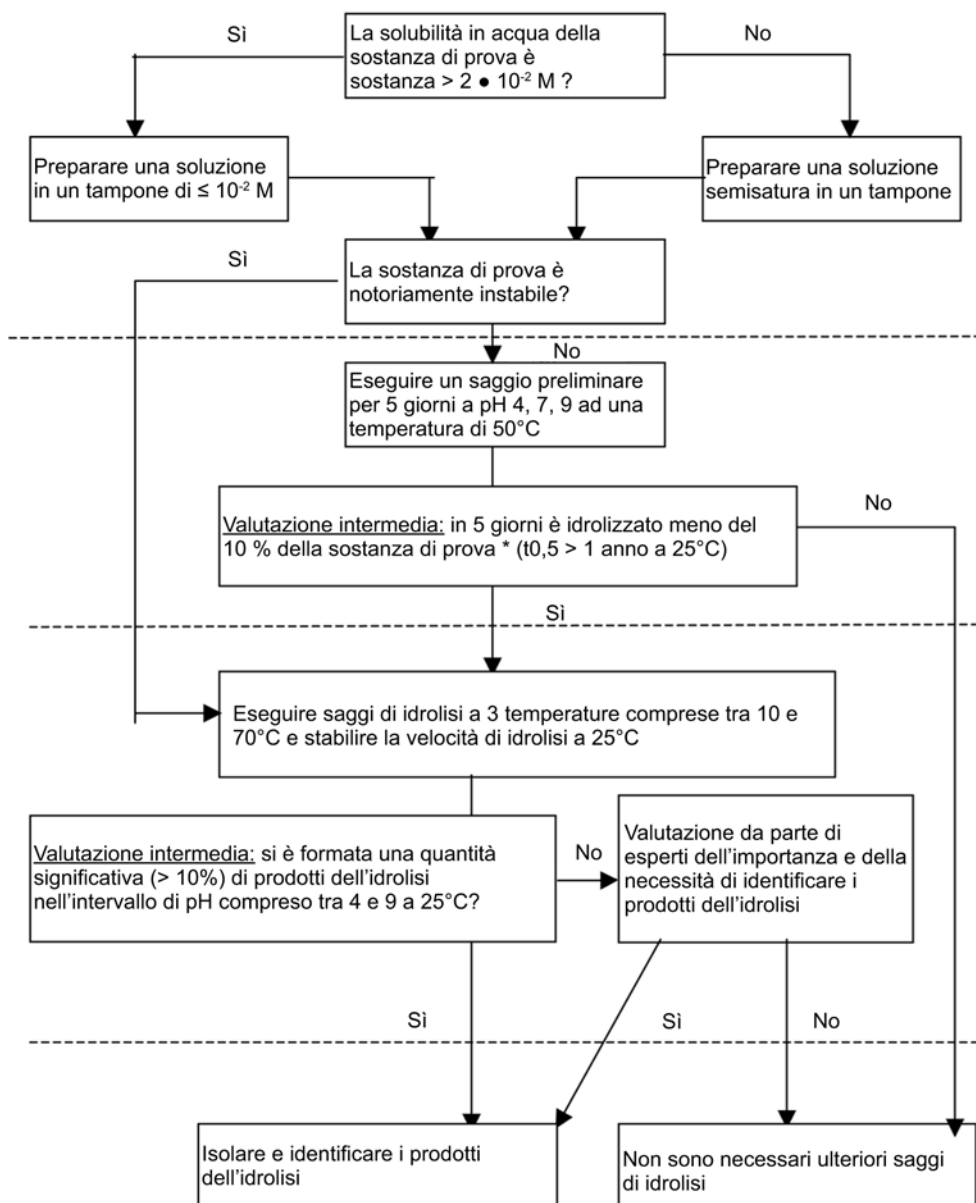 Sì
La solubilità in acqua della
sostanza di prova è
sostanza > 2 ● 10⁻² M ?
No
Preparare una soluzione
in un tampone di ≤ 10⁻² M
Preparare una soluzione
semisatura in un tampone
Sì
La sostanza di prova è
notoriamente instabile?
No
Eseguire un saggio preliminare
per 5 giorni a pH 4, 7, 9 ad una
temperatura di 50°C
No
Valutazione intermedia: in 5 giorni è idrolizzato meno del
10 % della sostanza di prova * (t0,5 > 1 anno a 25°C)
Sì
Eseguire saggi di idrolisi a 3 temperature comprese tra 10 e
70°C e stabilire la velocità di idrolisi a 25°C
Valutazione intermedia: si è formata una quantità
significativa (> 10%) di prodotti dell'idrolisi
nell'intervallo di pH compreso tra 4 e 9 a 25°C?
No
Valutazione da parte di
esperti dell'importanza e della
necessità di identificare i
prodotti dell'idrolisi
Sì
Sì
No
Isolare e identificare i prodotti
dell'idrolisi
Non sono necessari ulteriori saggi
di idrolisi